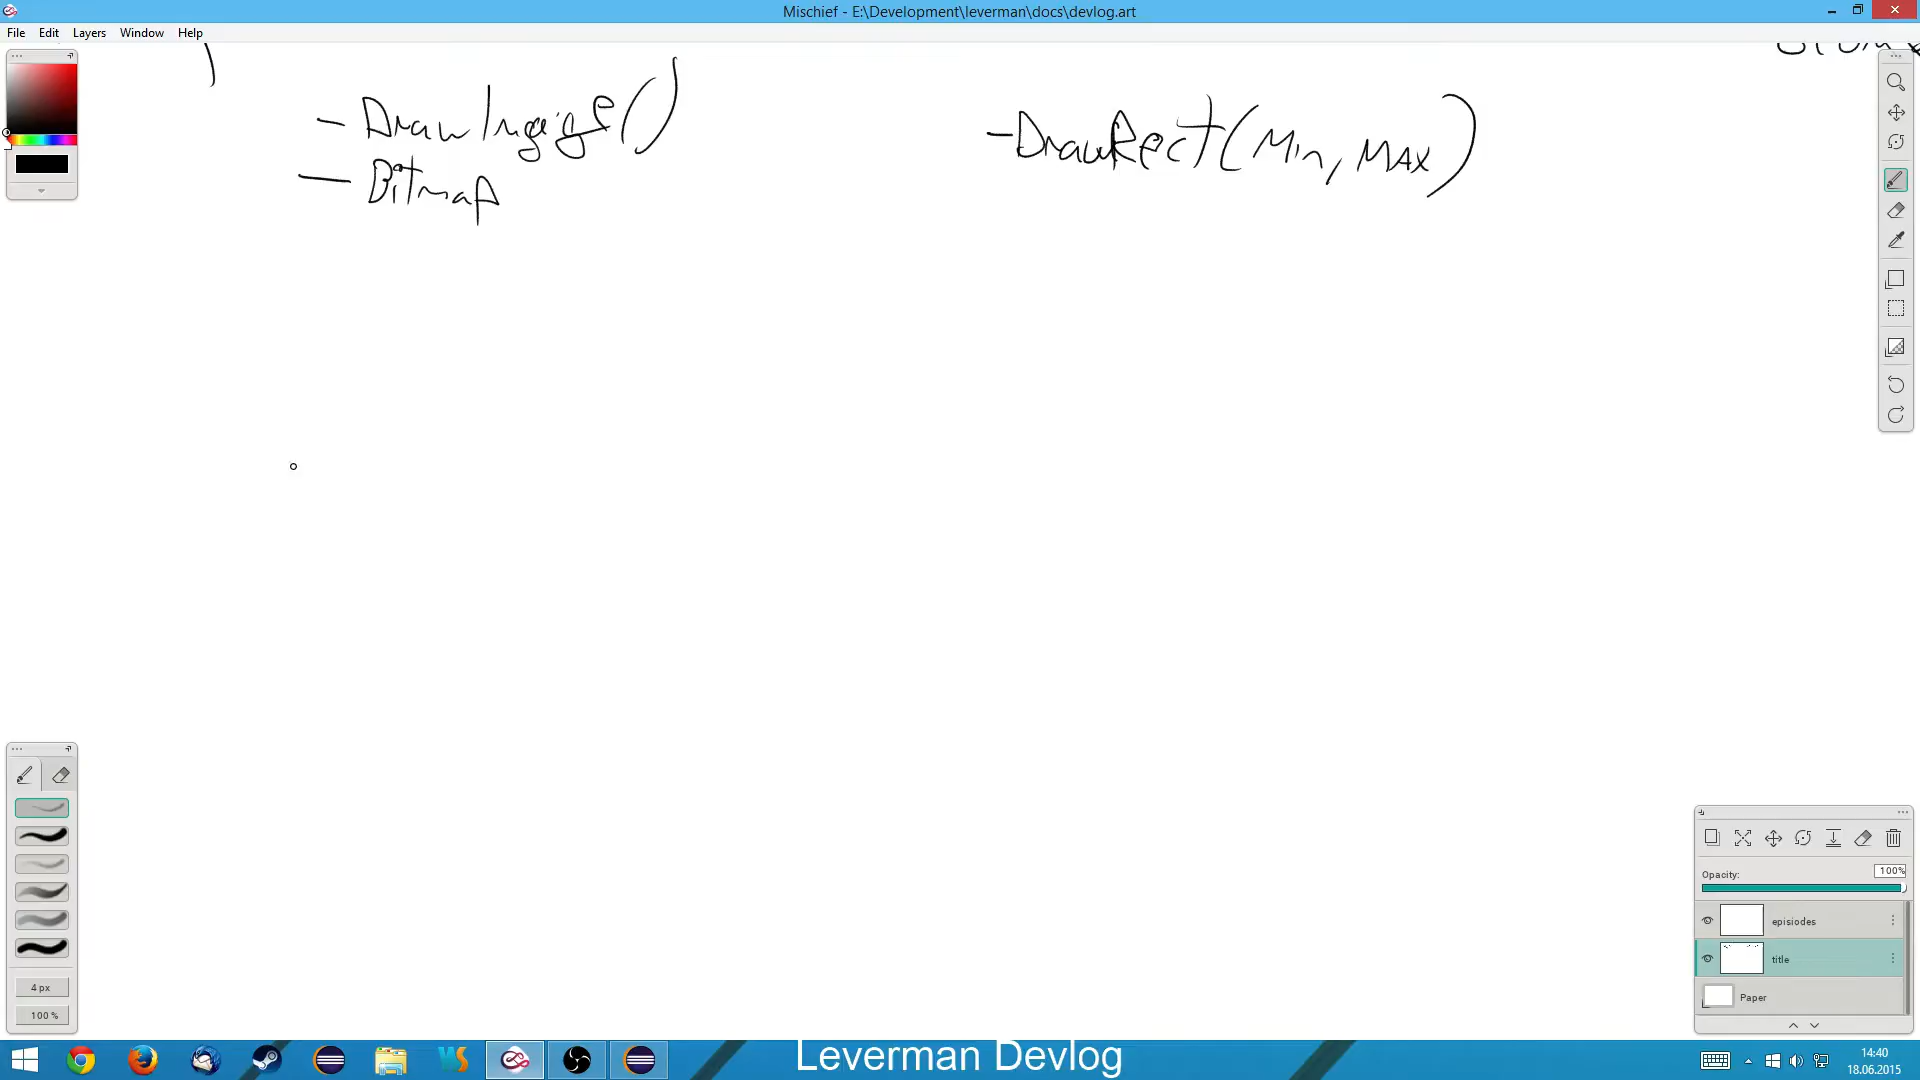 Mischief - E:\Development\leverman\docs\devlog.art
File Edit Layers Window Help
- DrawImage()
- Bitmap
- DrawRect(Min, MAX)
4 px
100 %
Opacity: 100%
episiodes
title
Paper
Leverman Devlog
14:40
18.06.2015